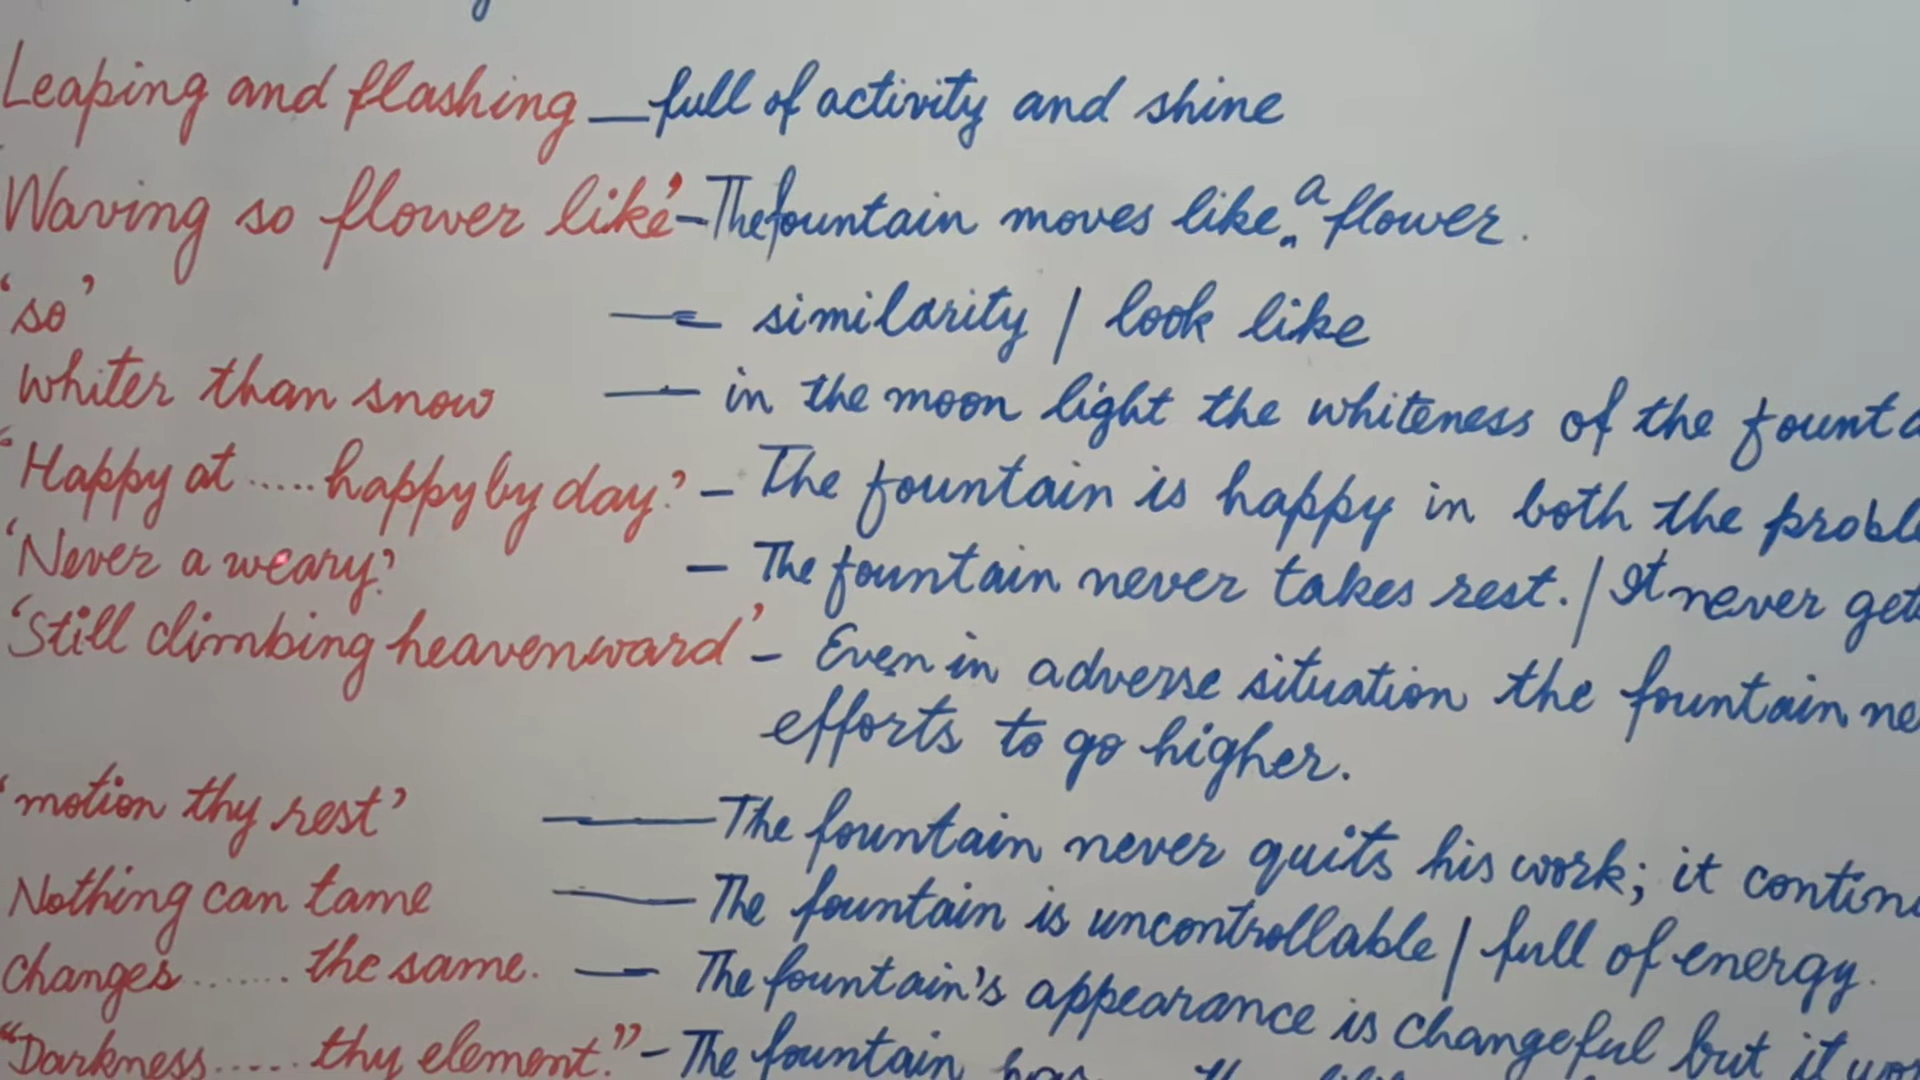 Leaping and flashing — full of activity and shine
Waving so flower like' - The fountain moves like a flower.
'so' — similarity / look like
whiter than snow — in the moon light the whiteness of the
'Happy at ..... happy by day.' - The fountain is happy in both the
'Never a weary.' - The fountain never takes rest. / It never
'Still climbing heavenward' - Even in adverse situation the fountain
efforts to go higher.
'motion thy rest' — The fountain never quits his work; it
Nothing can tame — The fountain is uncontrollable / full of energy.
changes ....... the same. — The fountain's appearance is changeful but it
"Darkness ..... thy element." - The fountain has